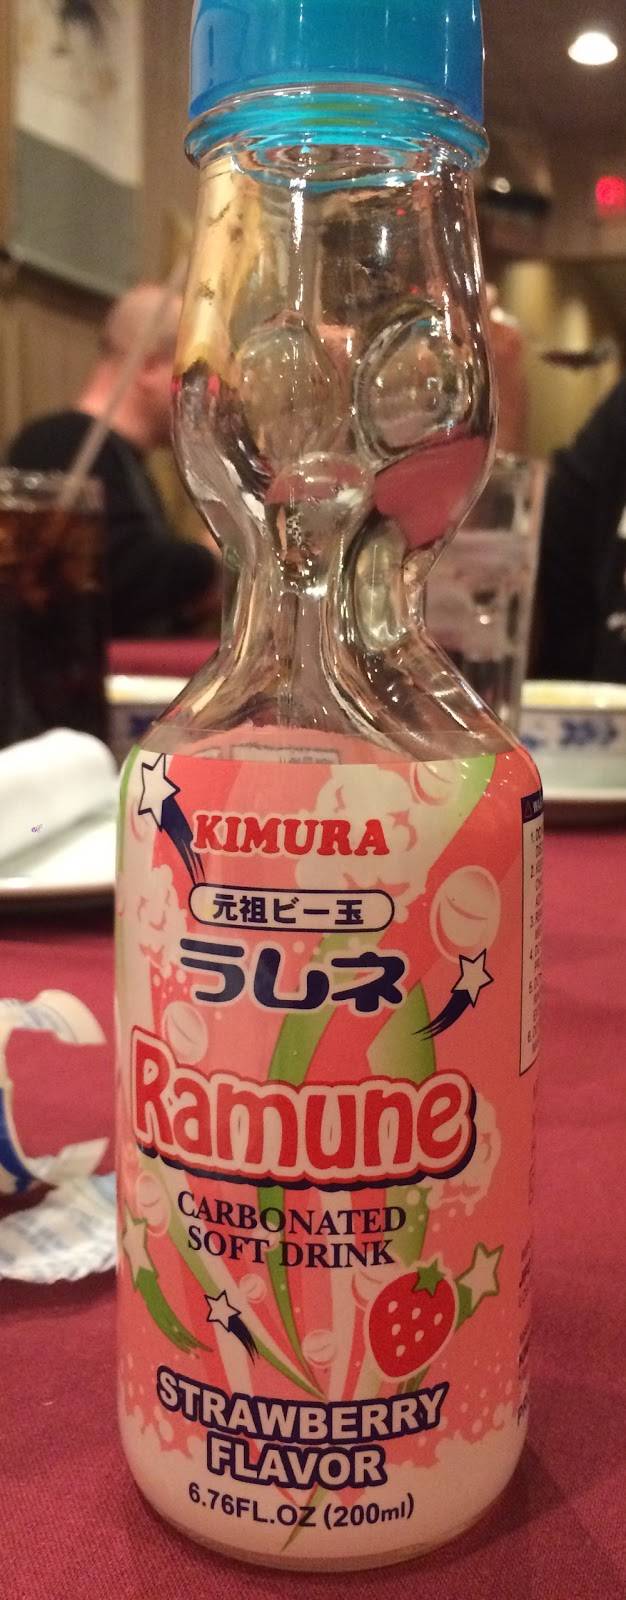 KIMURA
元祖ビー玉
ラムネ
Ramune
CARBONATED
SOFT DRINK
STRAWBERRY
FLAVOR
6.76FL.OZ (200ml)